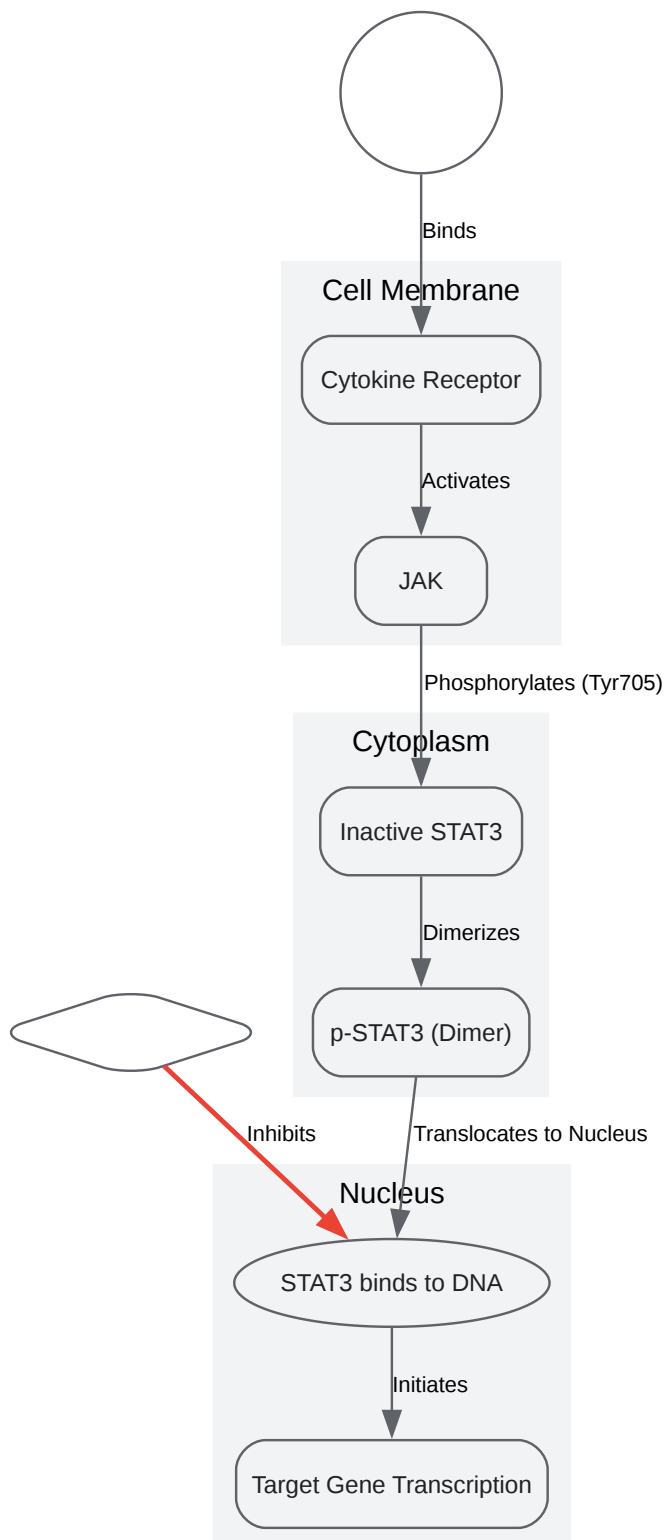 Binds
Cell Membrane
Cytokine Receptor
Activates
JAK
Phosphorylates (Tyr705)
Cytoplasm
Inactive STAT3
Dimerizes
p-STAT3 (Dimer)
Inhibits
Translocates to Nucleus
Nucleus
STAT3 binds to DNA
Initiates
Target Gene Transcription